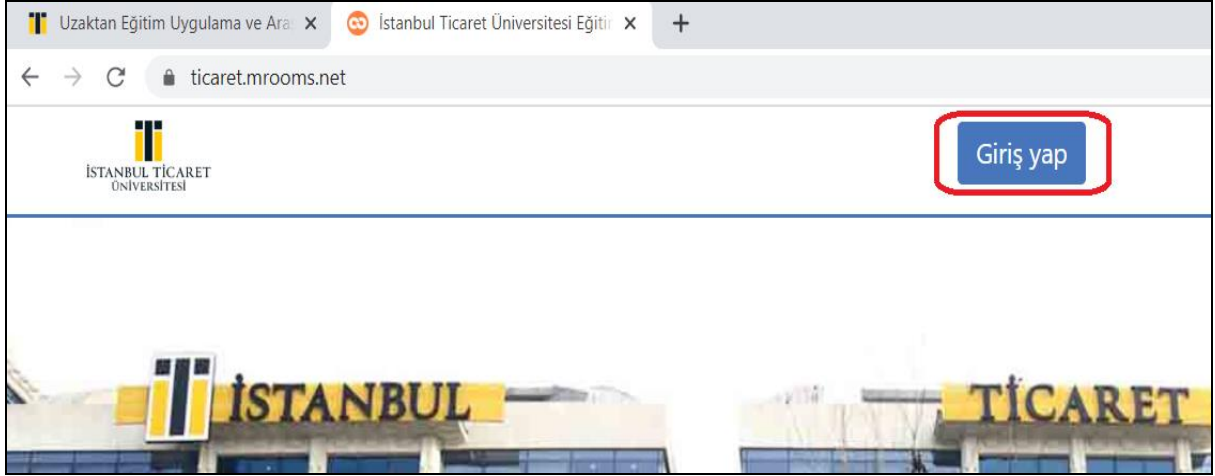 Uzaktan Eğitim Uygulama ve Ara
İstanbul Ticaret Üniversitesi Eğitir
ticaret.mrooms.net
İSTANBUL TİCARET
ÜNİVERSİTESİ
Giriş yap
İSTANBUL
TİCARET